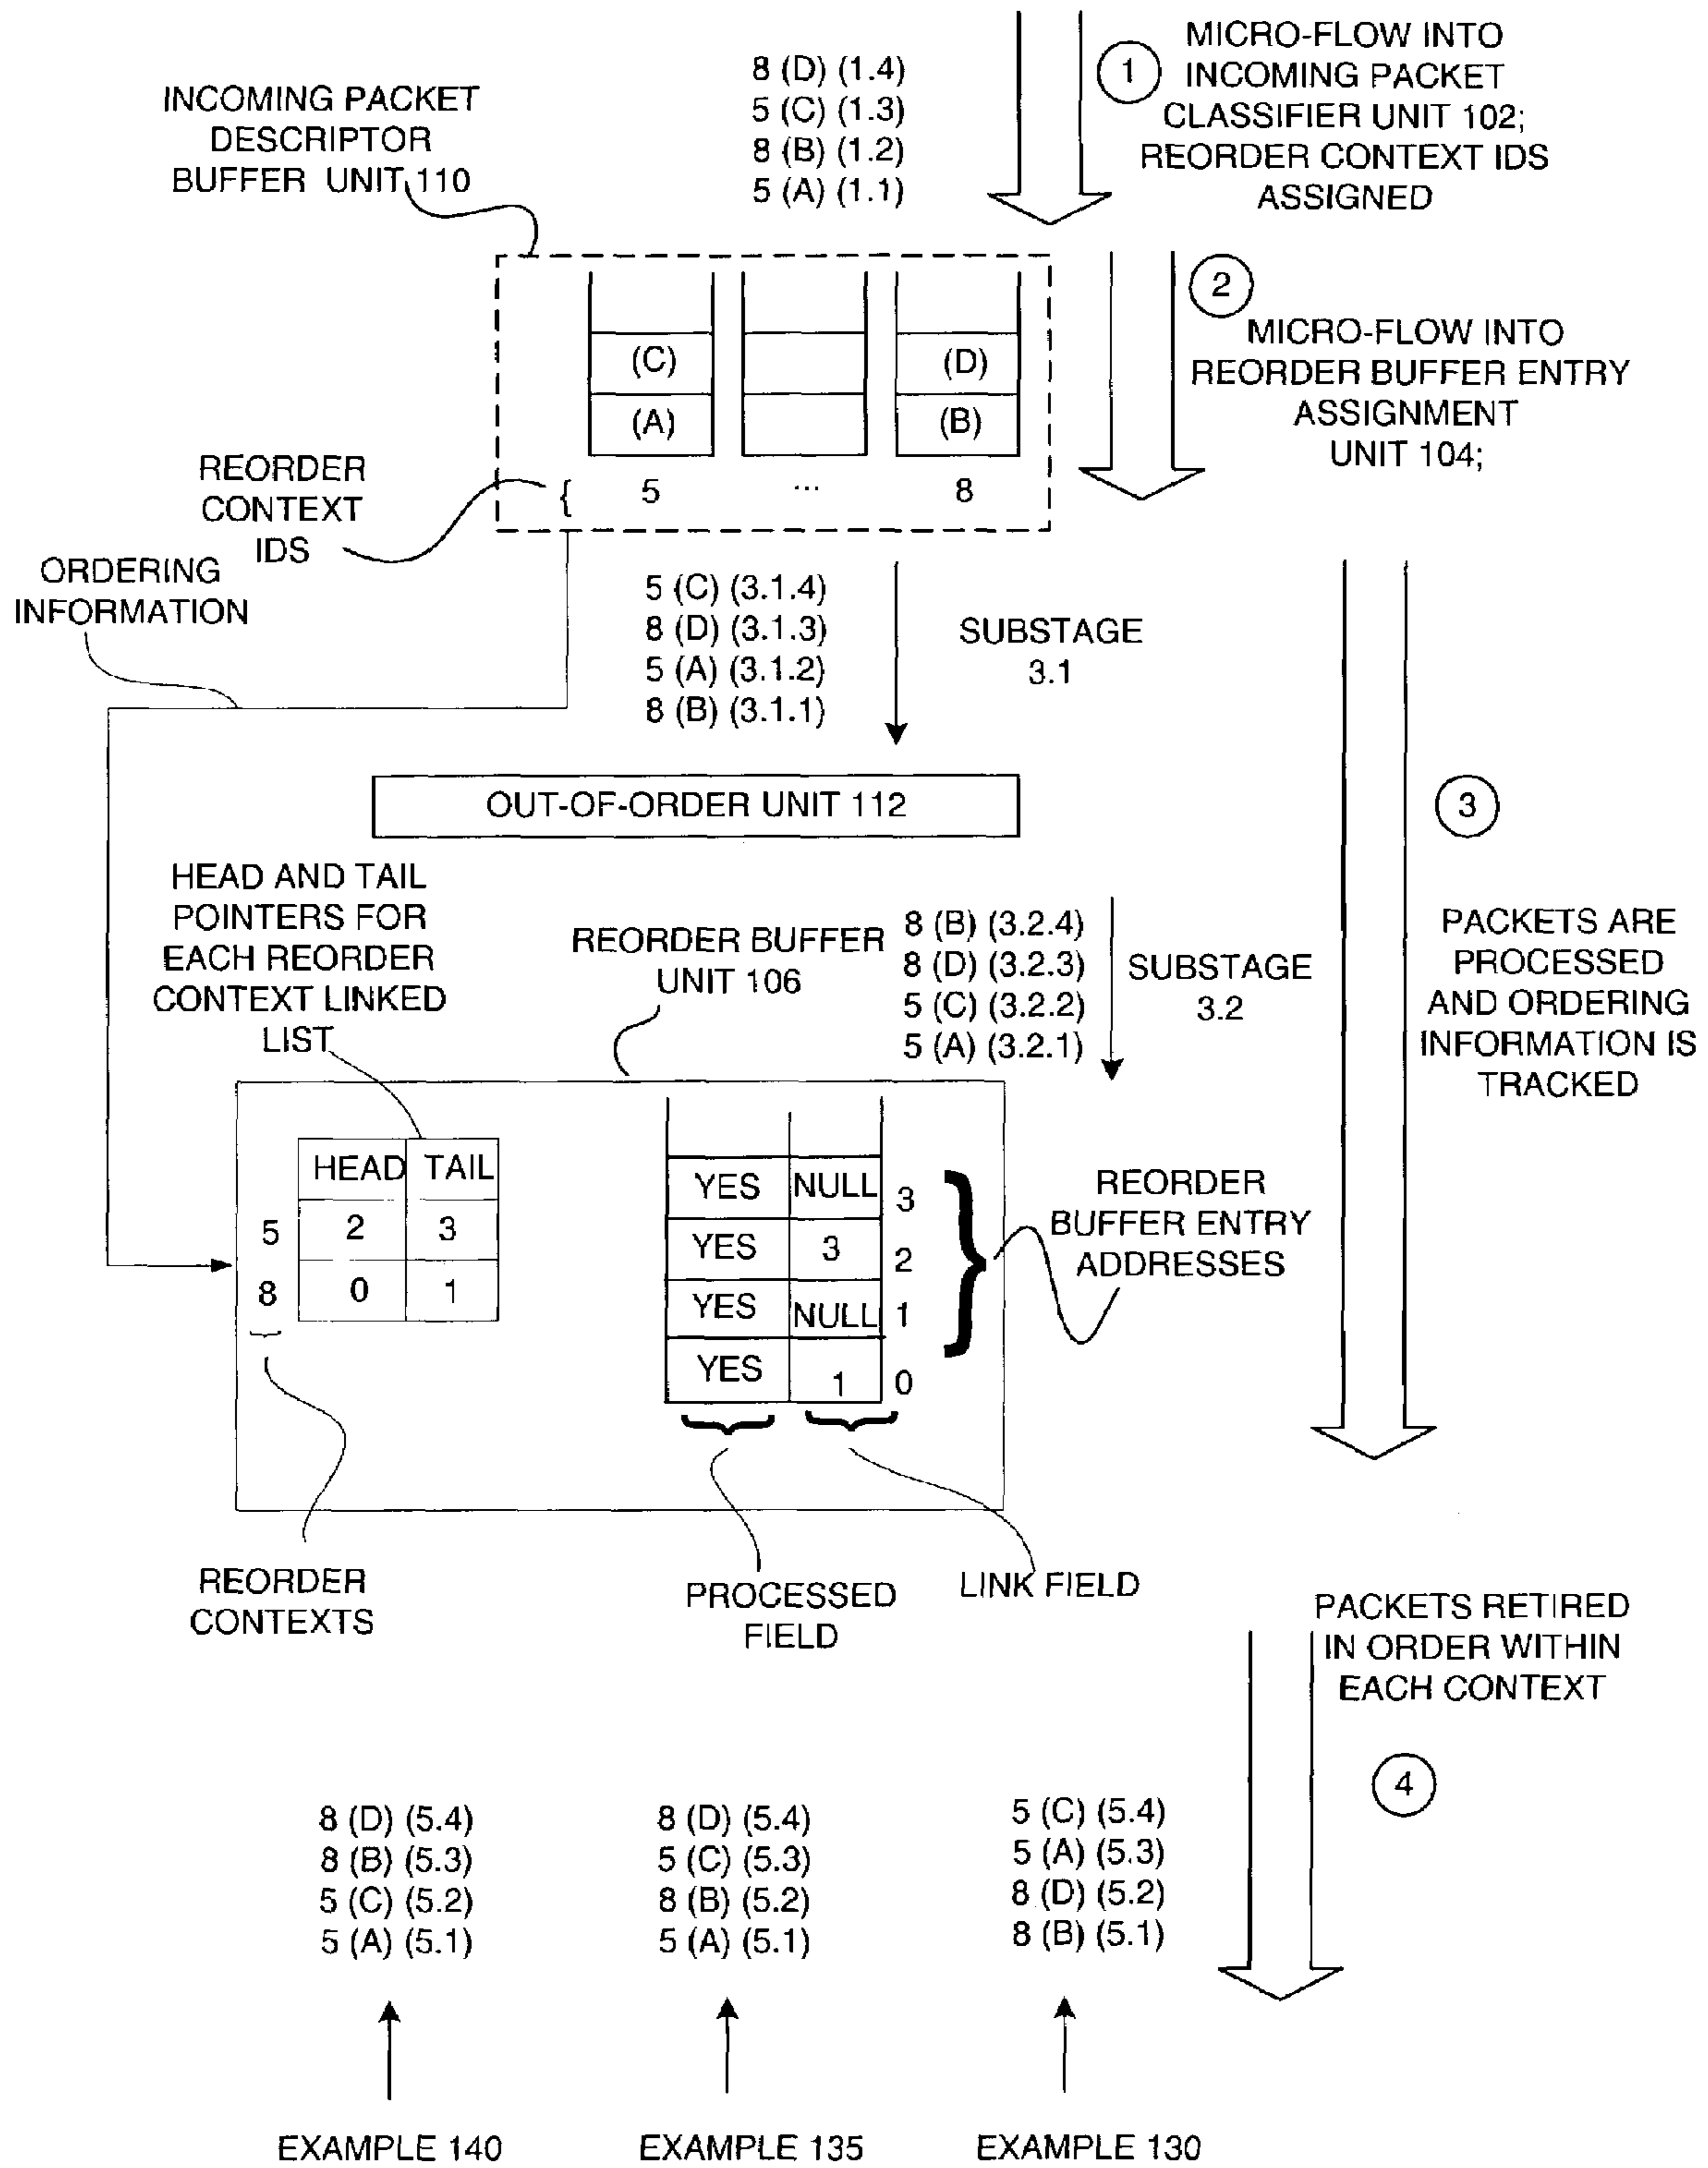 8 (D) (1.4)
5 (C) (1.3)
8 (B) (1.2)
5 (A) (1.1)
1
MICRO-FLOW INTO
INCOMING PACKET
CLASSIFIER UNIT 102;
REORDER CONTEXT IDS
ASSIGNED
INCOMING PACKET
DESCRIPTOR
BUFFER UNIT 110
2
MICRO-FLOW INTO
REORDER BUFFER ENTRY
ASSIGNMENT
UNIT 104;
(C) (D)
(A) (B)
{ 5 ... 8
REORDER
CONTEXT
IDS
ORDERING
INFORMATION
5 (C) (3.1.4)
8 (D) (3.1.3)
5 (A) (3.1.2)
8 (B) (3.1.1)
SUBSTAGE
3.1
OUT-OF-ORDER UNIT 112
3
PACKETS ARE
PROCESSED
AND ORDERING
INFORMATION IS
TRACKED
HEAD AND TAIL
POINTERS FOR
EACH REORDER
CONTEXT LINKED
LIST
REORDER BUFFER
UNIT 106
8 (B) (3.2.4)
8 (D) (3.2.3)
5 (C) (3.2.2)
5 (A) (3.2.1)
SUBSTAGE
3.2
HEAD TAIL
5 2 3
8 0 1
YES NULL 3
YES 3 2
YES NULL 1
YES 1 0
REORDER
BUFFER ENTRY
ADDRESSES
REORDER
CONTEXTS
PROCESSED
FIELD
LINK FIELD
PACKETS RETIRED
IN ORDER WITHIN
EACH CONTEXT
4
8 (D) (5.4)
8 (B) (5.3)
5 (C) (5.2)
5 (A) (5.1)
EXAMPLE 140
8 (D) (5.4)
5 (C) (5.3)
8 (B) (5.2)
5 (A) (5.1)
EXAMPLE 135
5 (C) (5.4)
5 (A) (5.3)
8 (D) (5.2)
8 (B) (5.1)
EXAMPLE 130